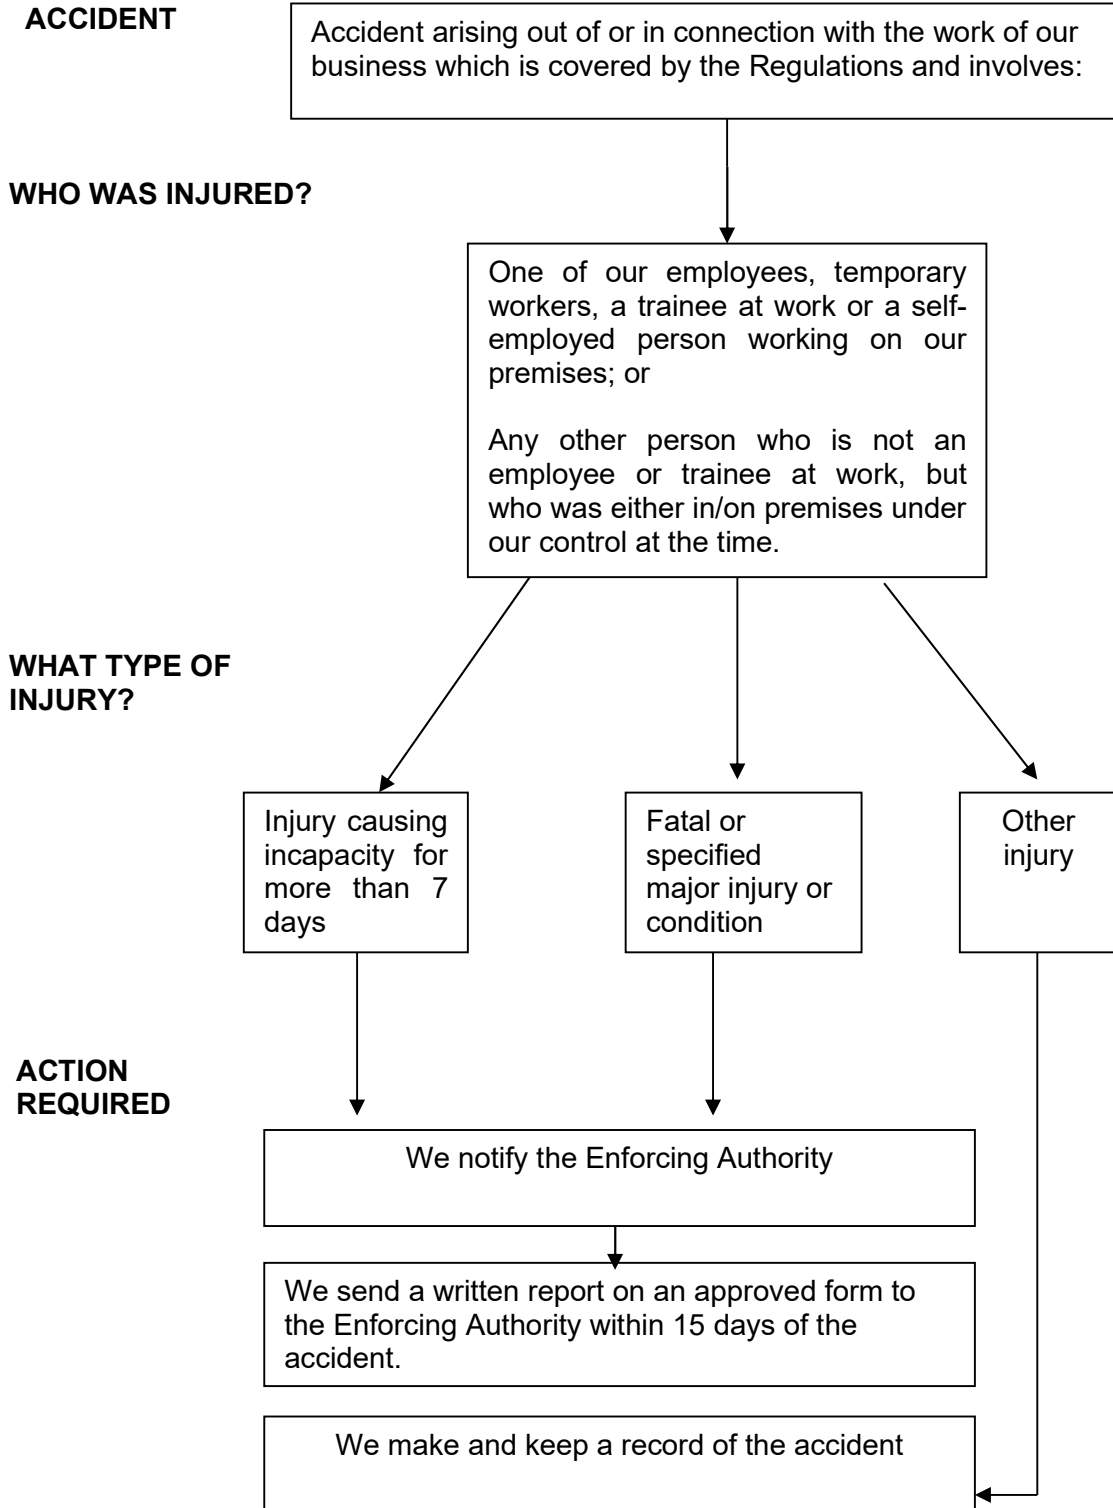 ACCIDENT
Accident arising out of or in connection with the work of our
business which is covered by the Regulations and involves:
WHO WAS INJURED?
One of our employees, temporary
workers, a trainee at work or a self-
employed person working on our
premises; or
Any other person who is not an
employee or trainee at work, but
who was either in/on premises under
our control at the time.
WHAT TYPE OF
INJURY?
Injury causing
incapacity for
more than 7
days
Fatal or
specified
major injury or
condition
Other
injury
ACTION
REQUIRED
We notify the Enforcing Authority
We send a written report on an approved form to
the Enforcing Authority within 15 days of the
accident.
We make and keep a record of the accident